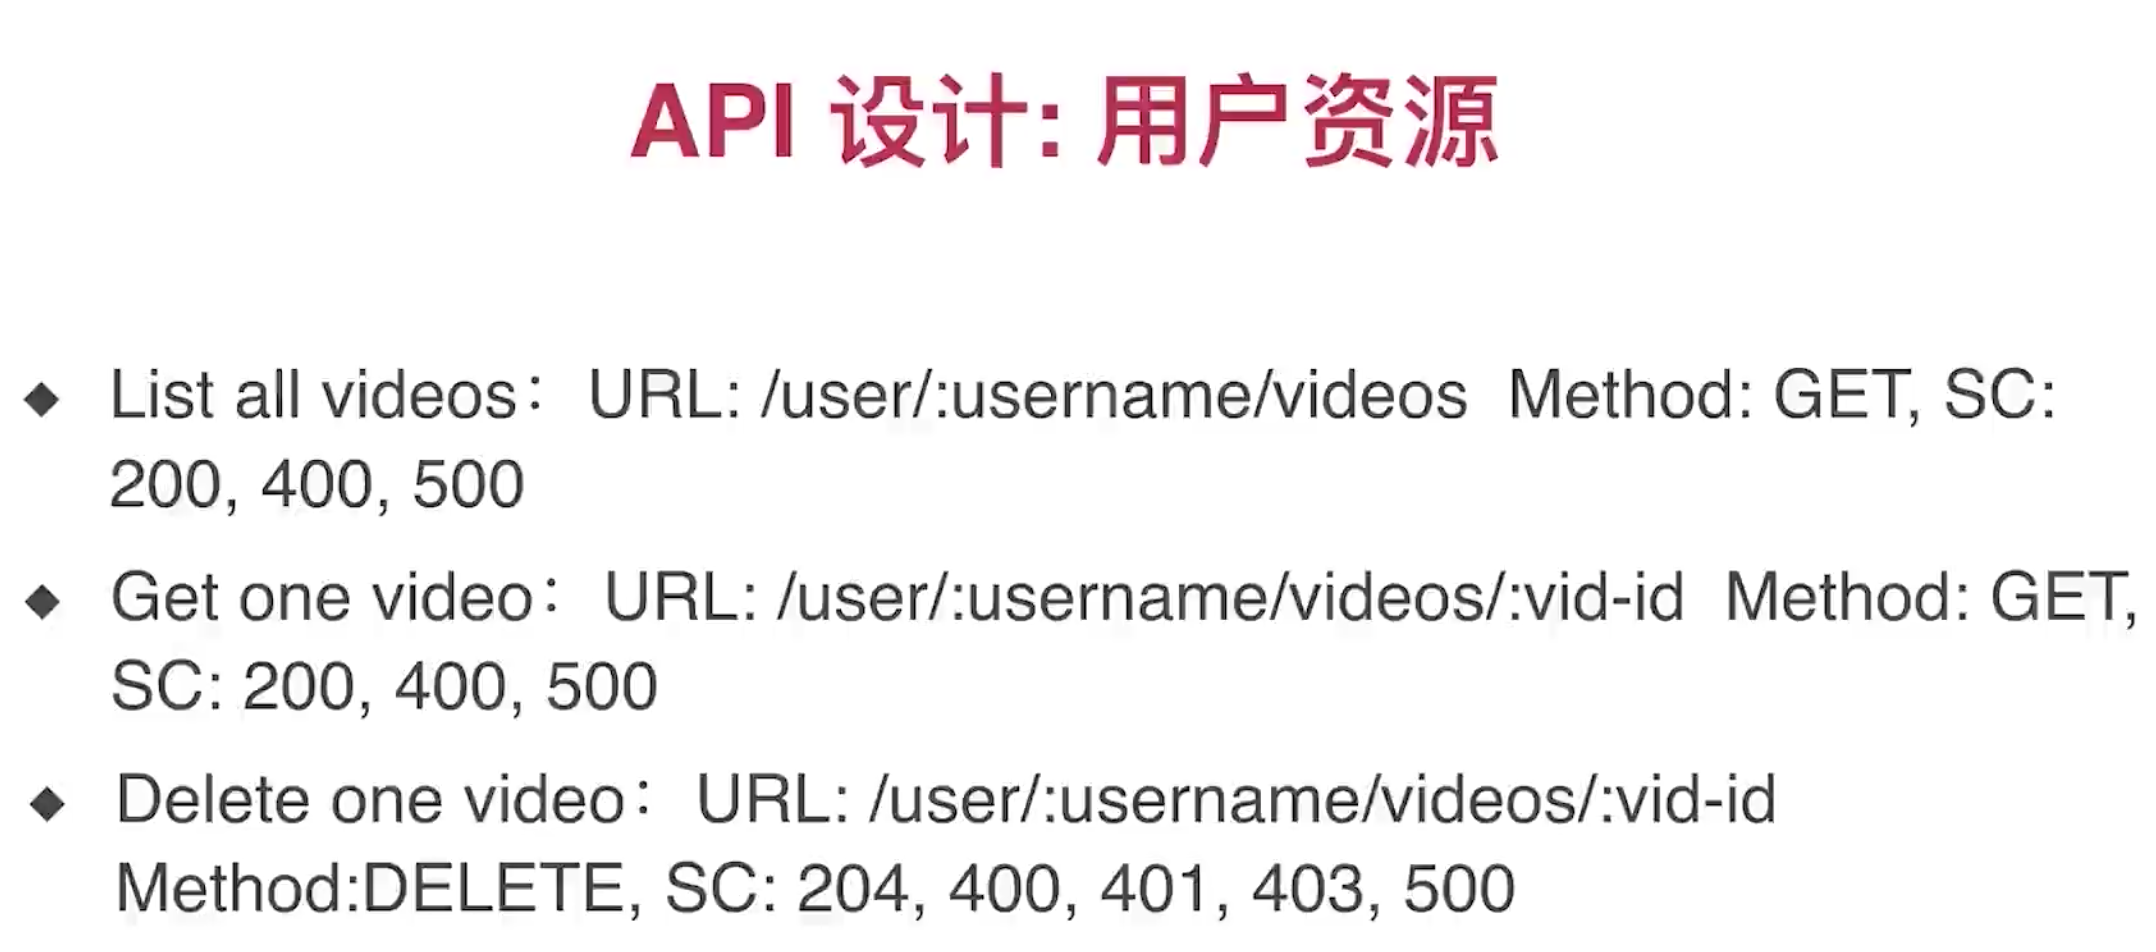 API 设计: 用户资源
◆ List all videos： URL: /user/:username/videos Method: GET, SC:
200, 400, 500
◆ Get one video： URL: /user/:username/videos/:vid-id Method: GET,
SC: 200, 400, 500
◆ Delete one video： URL: /user/:username/videos/:vid-id
Method:DELETE, SC: 204, 400, 401, 403, 500